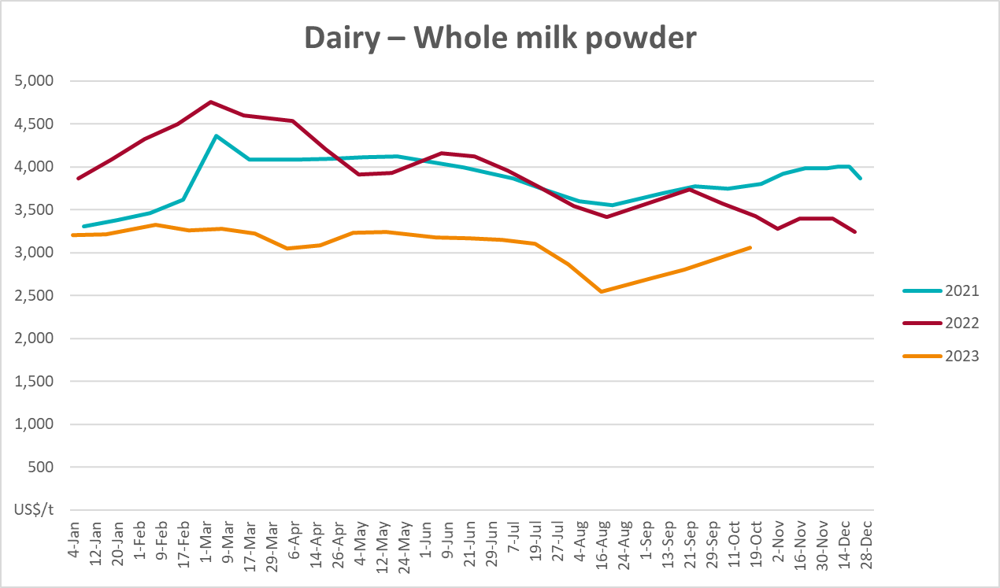 Dairy – Whole milk powder
5,000
4,500
4,000
3,500
3,000
2,500
2,000
1,500
1,000
500
US$/t
4-Jan
12-Jan
20-Jan
1-Feb
9-Feb
17-Feb
1-Mar
9-Mar
17-Mar
29-Mar
6-Apr
14-Apr
26-Apr
4-May
12-May
24-May
1-Jun
9-Jun
21-Jun
29-Jun
7-Jul
19-Jul
27-Jul
4-Aug
16-Aug
24-Aug
1-Sep
13-Sep
21-Sep
29-Sep
11-Oct
19-Oct
2-Nov
16-Nov
30-Nov
14-Dec
28-Dec
2021
2022
2023